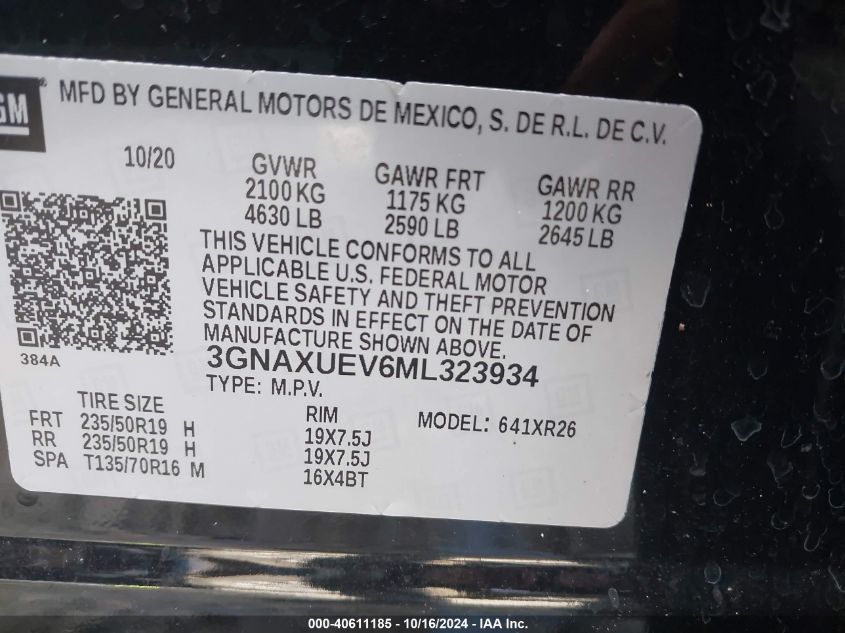 GM
®
MFD BY GENERAL MOTORS DE MEXICO, S. DE R.L. DE C.V.
10/20
GVWR
2100 KG
4630 LB
GAWR FRT
1175 KG
2590 LB
GAWR RR
1200 KG
2645 LB
THIS VEHICLE CONFORMS TO ALL
APPLICABLE U.S. FEDERAL MOTOR
VEHICLE SAFETY AND THEFT PREVENTION
STANDARDS IN EFFECT ON THE DATE OF
MANUFACTURE SHOWN ABOVE.
384A
3GNAXUEV6ML323934
TYPE: M.P.V.
TIRE SIZE
FRT 235/50R19 H
RR 235/50R19 H
SPA T135/70R16 M
RIM
19X7.5J
19X7.5J
16X4BT
MODEL: 641XR26
000-40611185 - 10/16/2024 - IAA Inc.